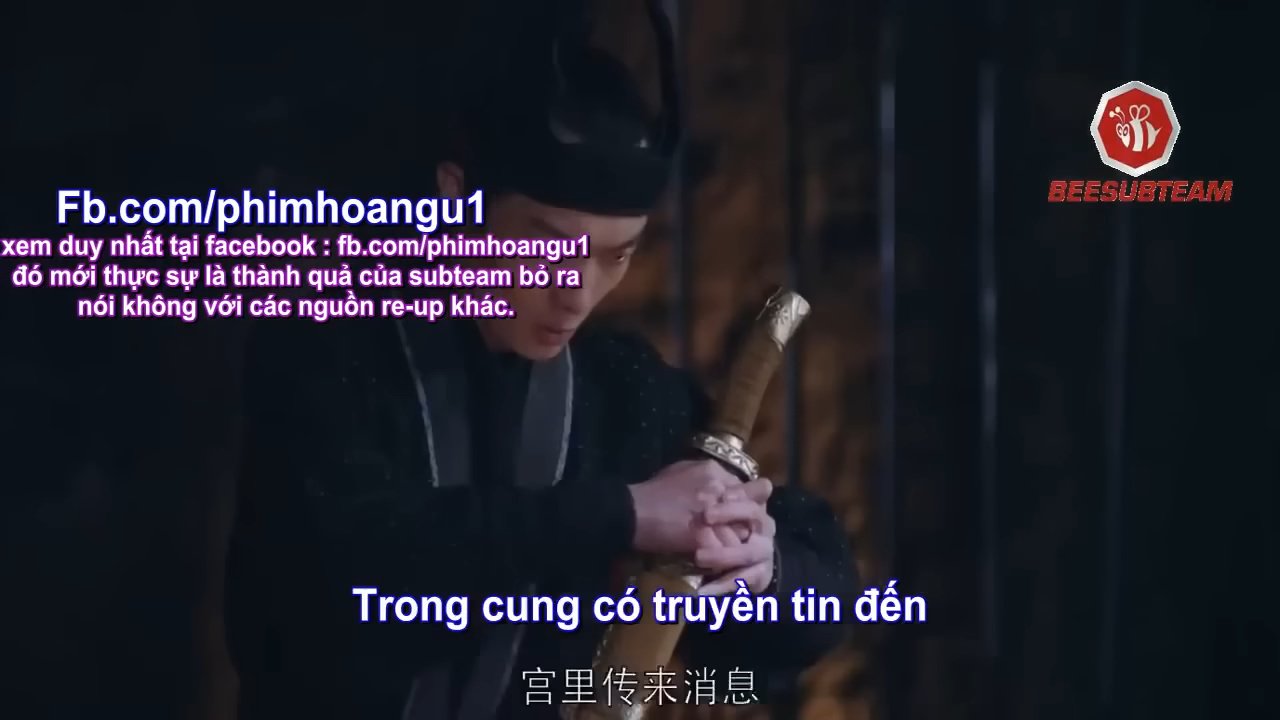 BEESUBTEAM
Fb.com/phimhoangu1
xem duy nhất tại facebook : fb.com/phimhoangu1
đó mới thực sự là thành quả của subteam bỏ ra
nói không với các nguồn re-up khác.
Trong cung có truyền tin đến
宫里传来消息